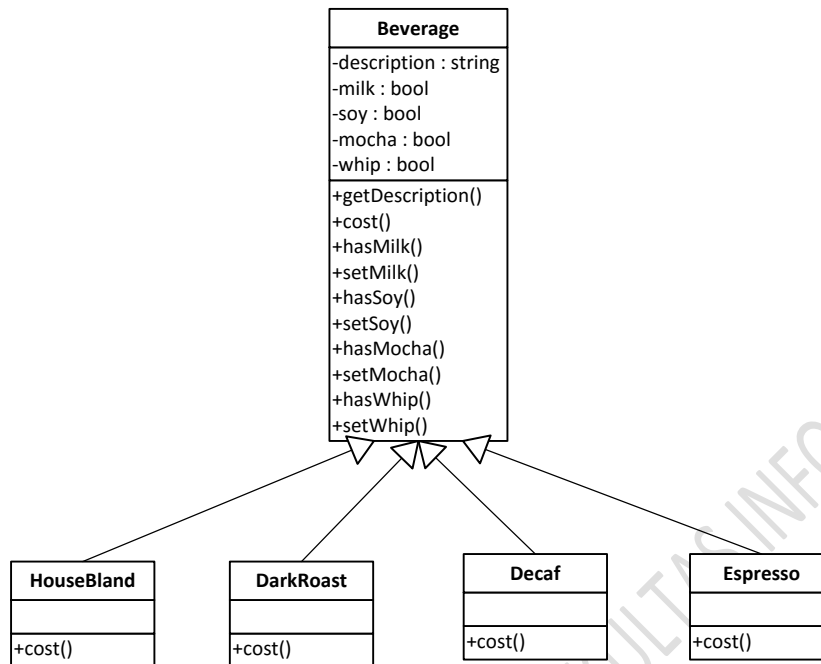 Beverage
-description : string
-milk : bool
-soy : bool
-mocha : bool
-whip : bool
+getDescription()
+cost()
+hasMilk()
+setMilk()
+hasSoy()
+setSoy()
+hasMocha()
+setMocha()
+hasWhip()
+setWhip()
HouseBland
+cost()
DarkRoast
+cost()
Decaf
+cost()
Espresso
+cost()